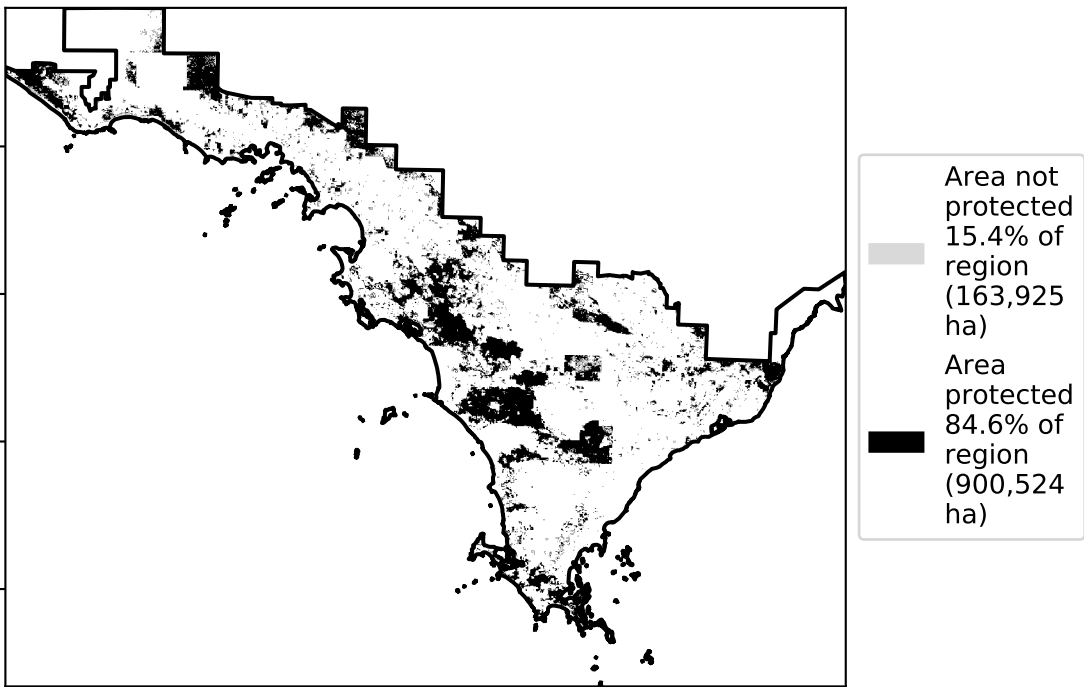 Area not
protected
15.4% of
region
(163,925
ha)
Area
protected
84.6% of
region
(900,524
ha)